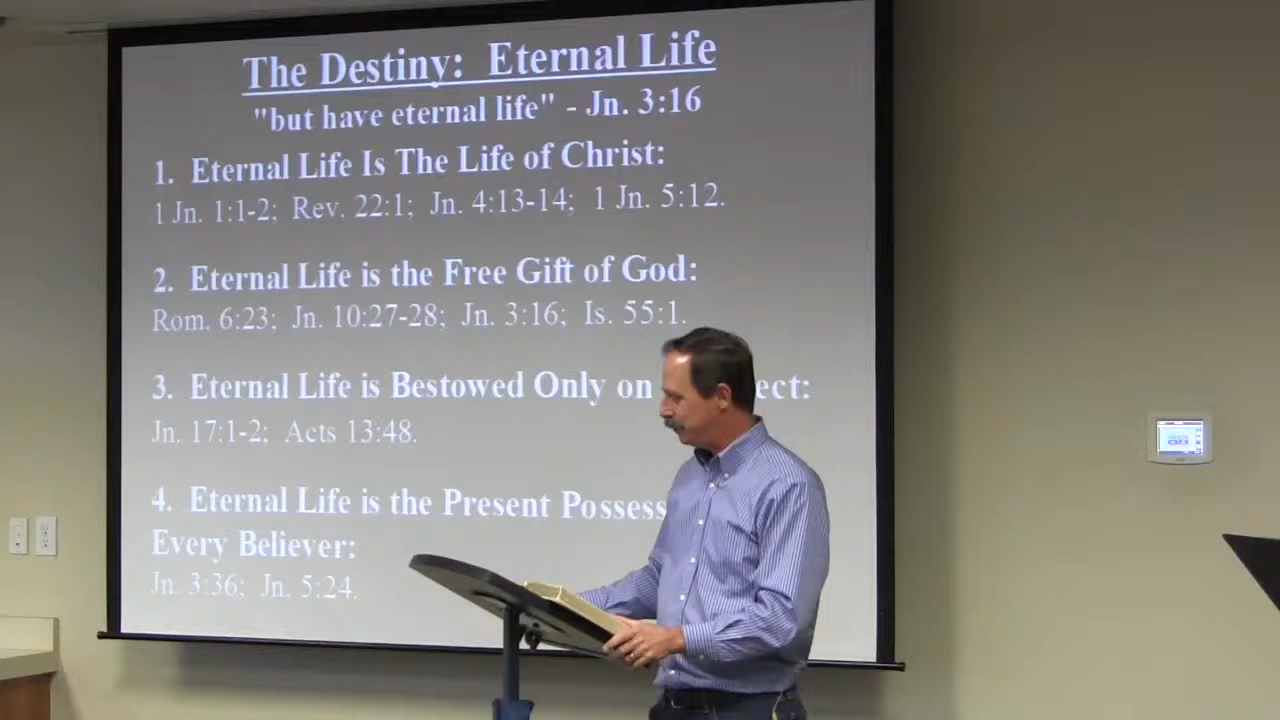 The Destiny: Eternal Life
"but have eternal life" - Jn. 3:16
1. Eternal Life Is The Life of Christ:
1 Jn. 1:1-2; Rev. 22:1; Jn. 4:13-14; 1 Jn. 5:12.
2. Eternal Life is the Free Gift of God:
Rom. 6:23; Jn. 10:27-28; Jn. 3:16; Is. 55:1.
3. Eternal Life is Bestowed Only on ect:
Jn. 17:1-2; Acts 13:48.
4. Eternal Life is the Present Possess
Every Believer:
Jn. 3:36; Jn. 5:24.